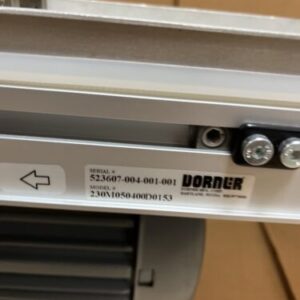 SERIAL #
523607-004-001-001
DORNER
MODEL #
230M050400D0153